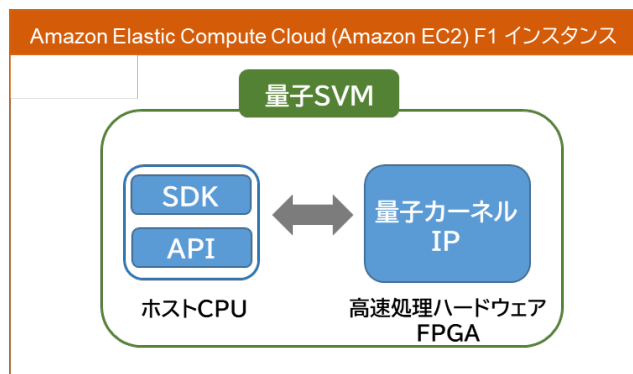 Amazon Elastic Compute Cloud (Amazon EC2) F1 インスタンス
量子SVM
SDK
API
ホストCPU
量子カーネル
IP
高速処理ハードウェア
FPGA